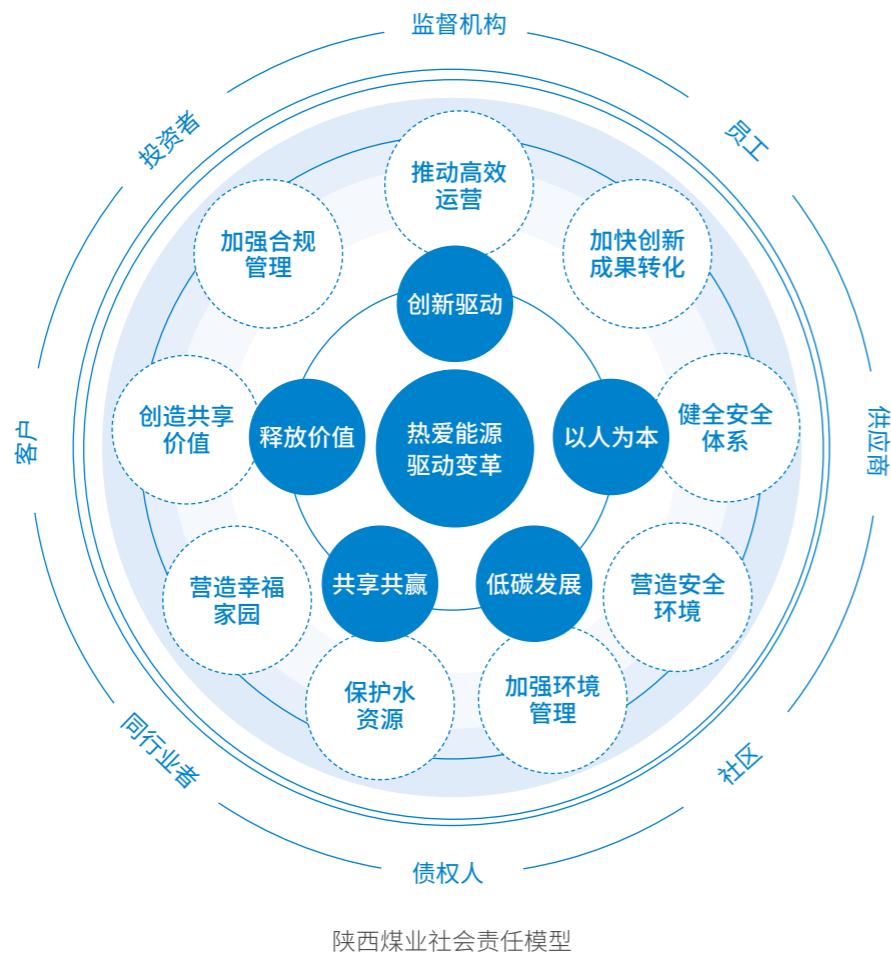 监督机构
投资者
员工
推动高效
运营
加强合规
管理
加快创新
成果转化
创新驱动
创造共享
价值
释放价值
热爱能源
驱动变革
以人为本
健全安全
体系
客户
供应商
营造幸福
家园
共享共赢
低碳发展
营造安全
环境
保护水
资源
加强环境
管理
同行业者
社区
债权人
陕西煤业社会责任模型